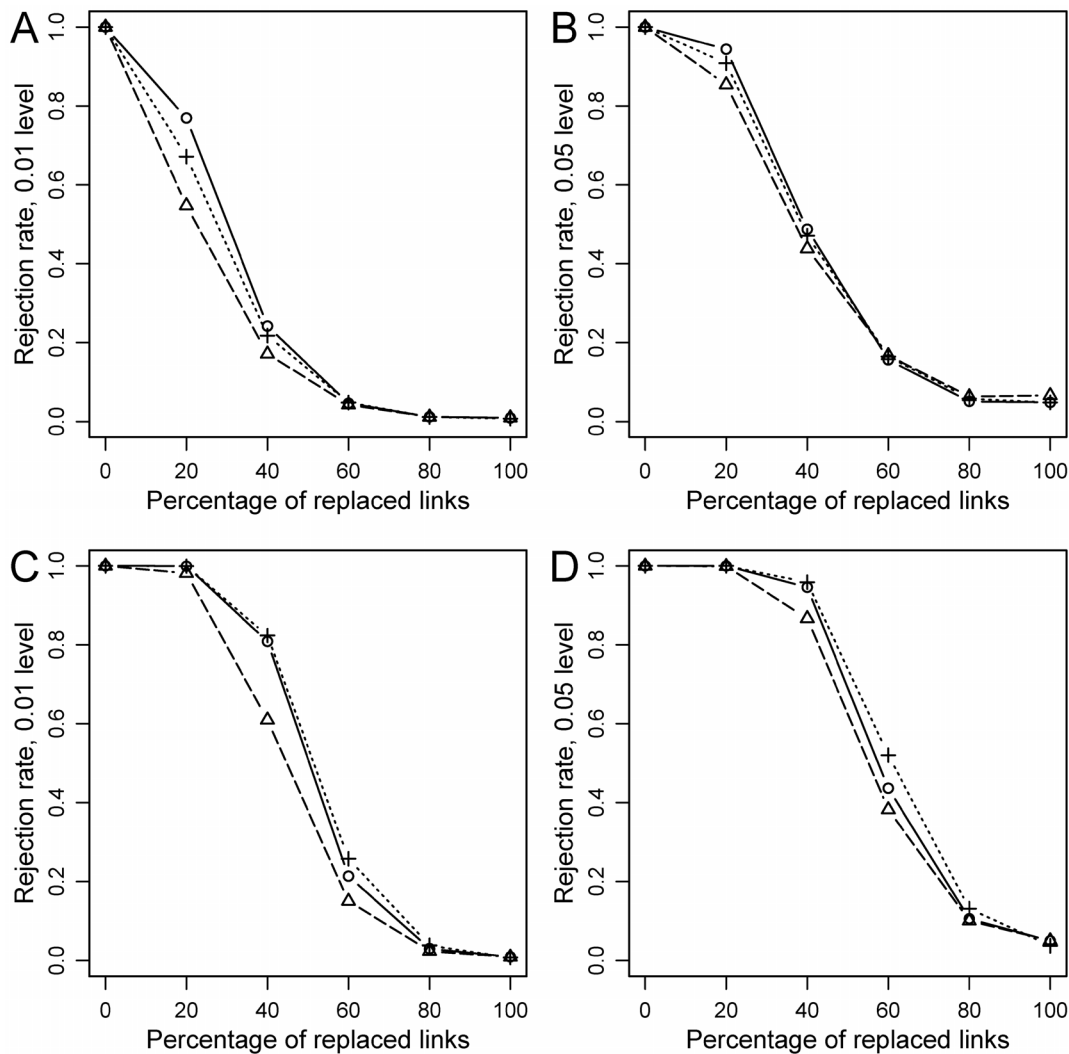 A
Rejection rate, 0.01 level
1.0
0.8
0.6
0.4
0.2
0.0
0 20 40 60 80 100
Percentage of replaced links
B
Rejection rate, 0.05 level
1.0
0.8
0.6
0.4
0.2
0.0
0 20 40 60 80 100
Percentage of replaced links
C
Rejection rate, 0.01 level
1.0
0.8
0.6
0.4
0.2
0.0
0 20 40 60 80 100
Percentage of replaced links
D
Rejection rate, 0.05 level
1.0
0.8
0.6
0.4
0.2
0.0
0 20 40 60 80 100
Percentage of replaced links